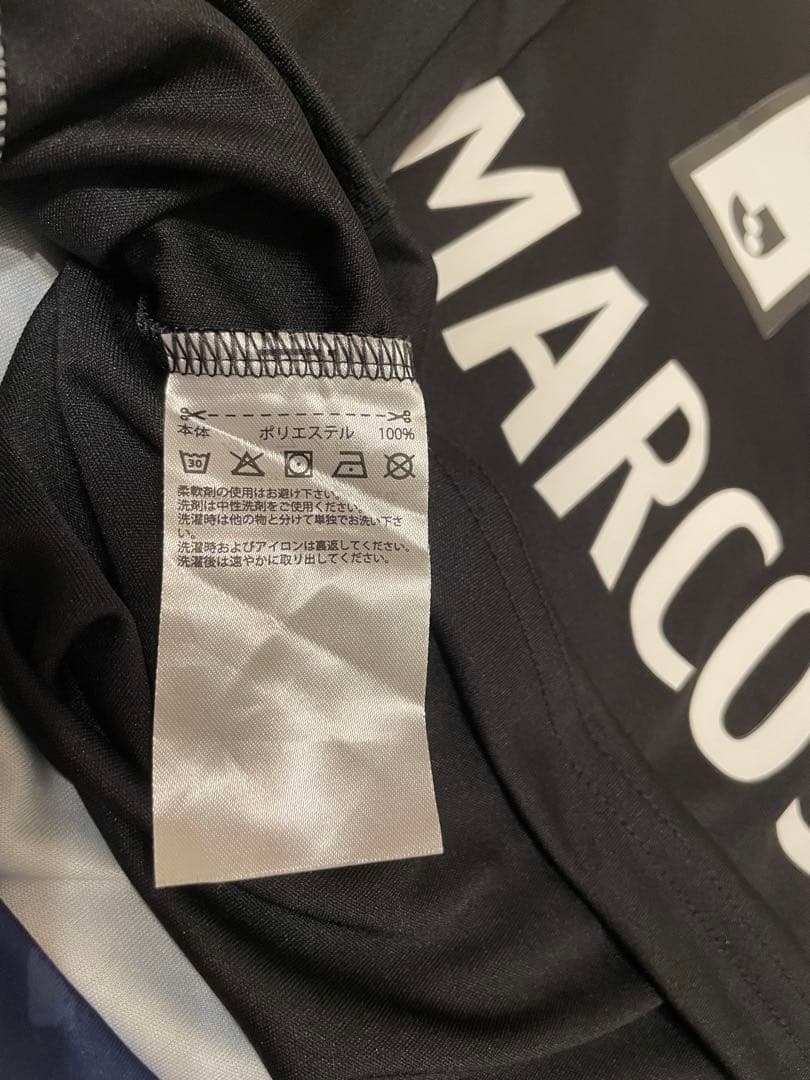 本体 ポリエステル 100%
30
柔軟剤の使用はお避け下さい。
洗剤は中性洗剤をご使用ください。
洗濯時は他の物と分けて単独でお洗い下さ
い。
洗濯時およびアイロンは裏返してください。
洗濯後は速やかに取り出してください。
MARCOS